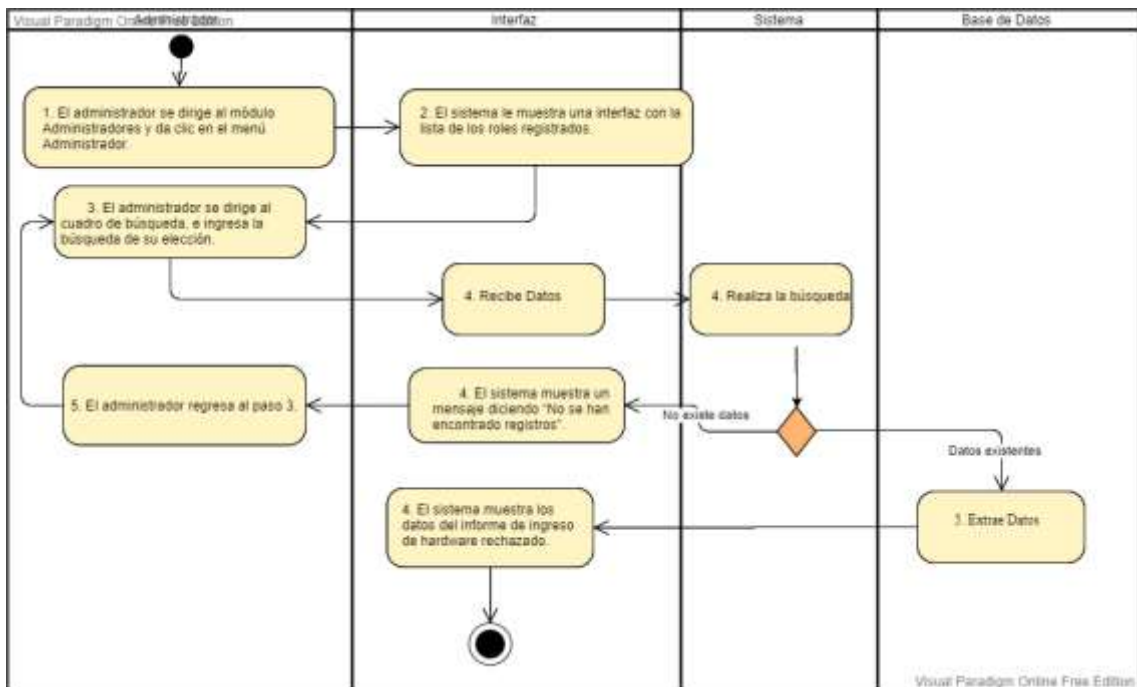 Visual Paradigm Online Free Edition
Administrador
Interfaz
Sistema
Base de Datos
1. El administrador se dirige al módulo
Administradores y da clic en el menú
Administrador.
2. El sistema le muestra una interfaz con la
lista de los roles registrados.
3. El administrador se dirige al
cuadro de búsqueda, e ingresa la
búsqueda de su elección.
4. Recibe Datos
4. Realiza la búsqueda
5. El administrador regresa al paso 3.
4. El sistema muestra un
mensaje diciendo “No se han
encontrado registros”.
No existe datos
Datos existentes
4. El sistema muestra los
datos del informe de ingreso
de hardware rechazado.
3. Extrae Datos
Visual Paradigm Online Free Edition